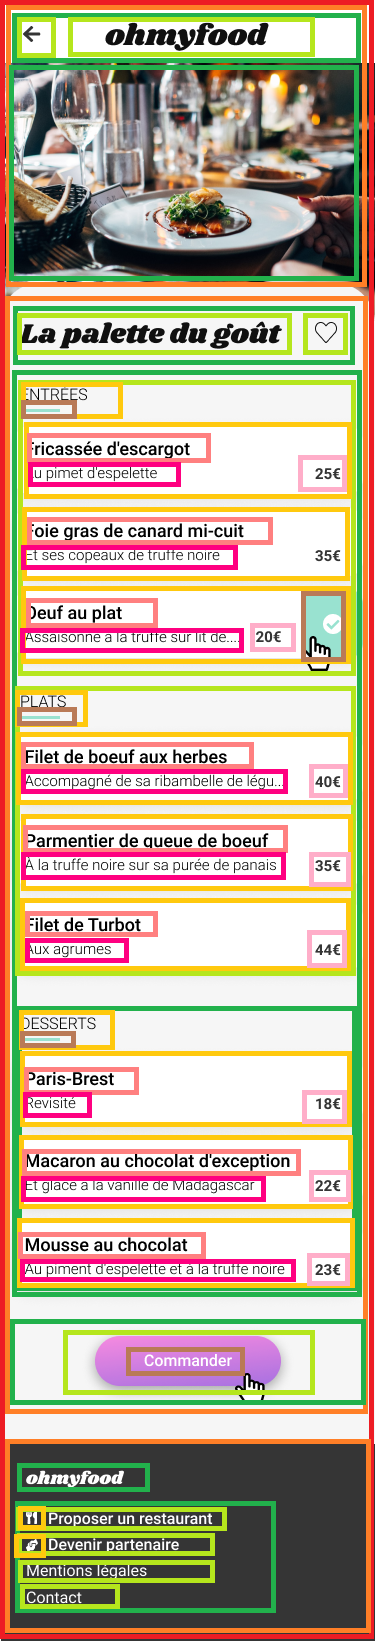 ohmyfood
La palette du goût
ENTRÉES
Fricassée d'escargot
Au pimet d'espelette
25€
Foie gras de canard mi-cuit
Et ses copeaux de truffe noire
35€
Oeuf au plat
Assaisonné à la truffe sur lit de...
20€
PLATS
Filet de boeuf aux herbes
Accompagné de sa ribambelle de légu...
40€
Parmentier de queue de boeuf
À la truffe noire sur sa purée de panais
35€
Filet de Turbot
Aux agrumes
44€
DESSERTS
Paris-Brest
Revisité
18€
Macaron au chocolat d'exception
Et glace à la vanille de Madagascar
22€
Mousse au chocolat
Au piment d'espelette et à la truffe noire
23€
Commander
ohmyfood
Proposer un restaurant
Devenir partenaire
Mentions légales
Contact